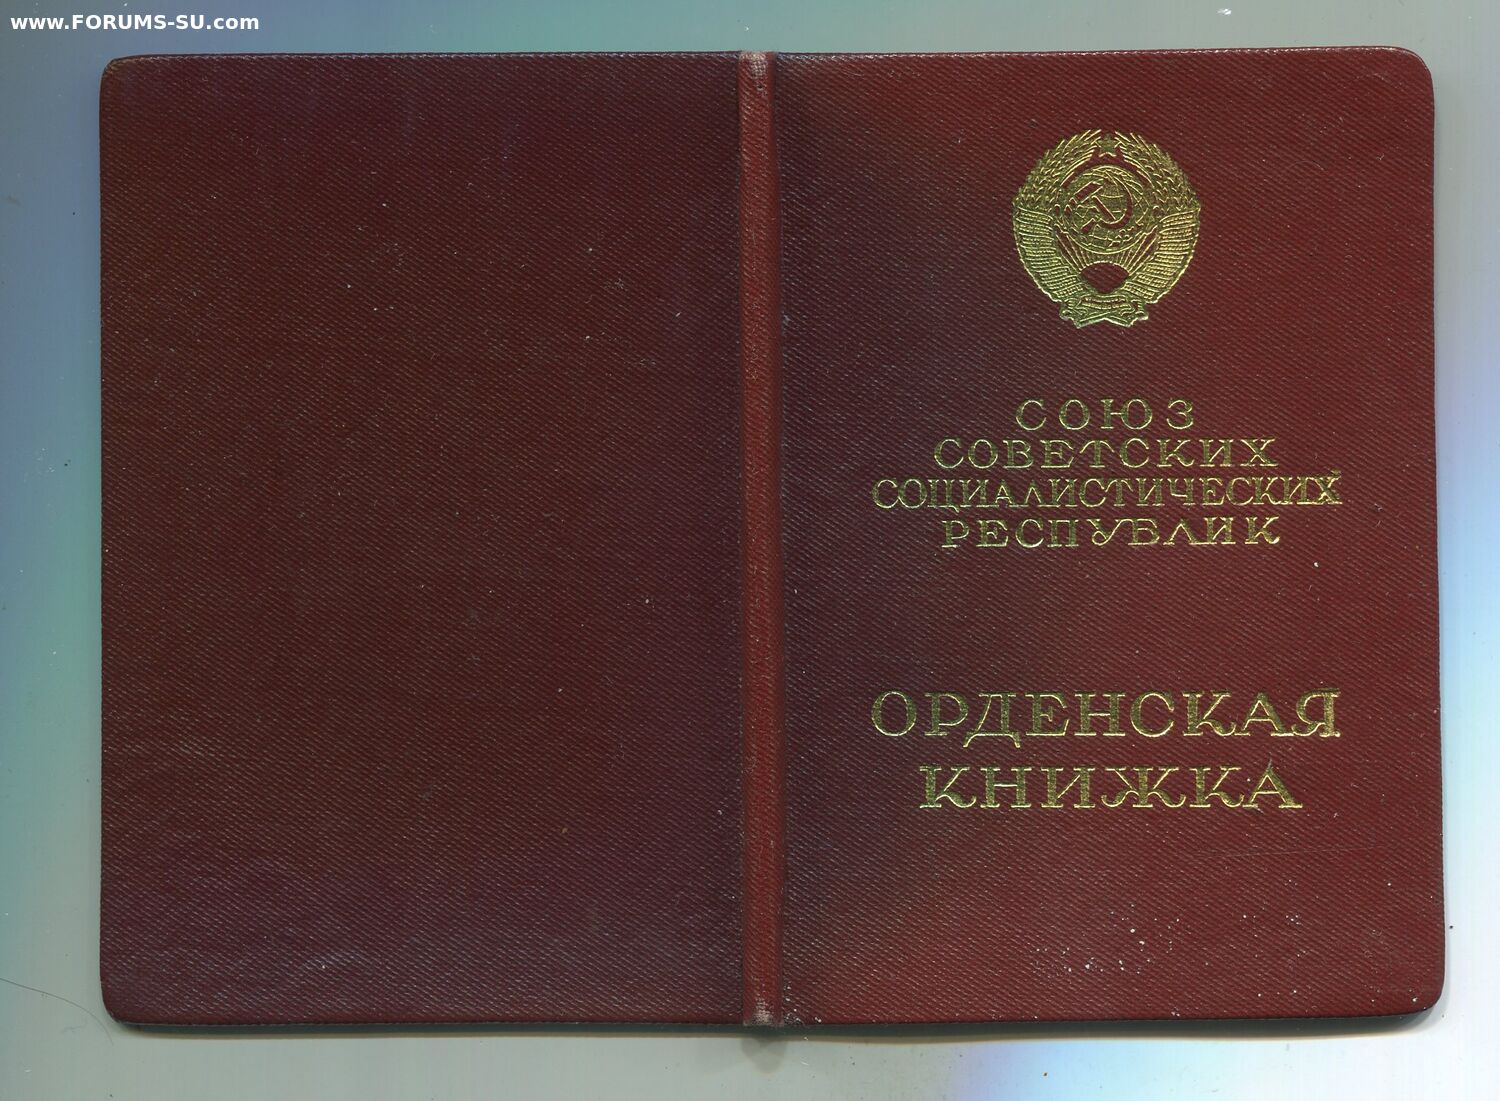 www.FORUMS-SU.com
СОЮЗ
СОВЕТСКИХ
СОЦИАЛИСТИЧЕСКИХ
РЕСПУБЛИК
ОРДЕНСКАЯ
КНИЖКА